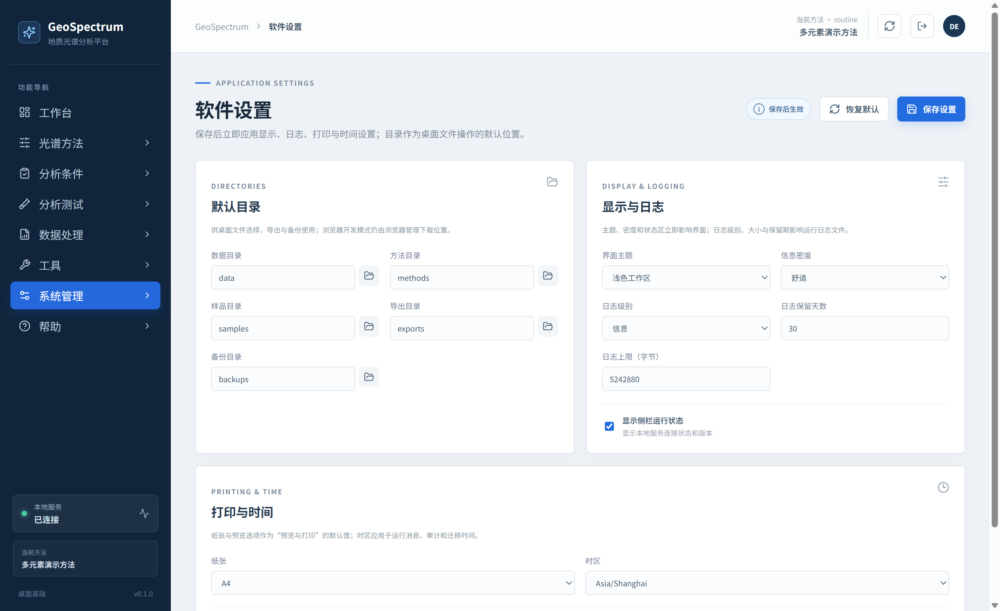 GeoSpectrum
地质光谱分析平台
功能导航
工作台
光谱方法
分析条件
分析测试
数据处理
工具
系统管理
帮助
本地服务
已连接
当前方法
多元素演示方法
桌面基础 v0.1.0
GeoSpectrum 软件设置
当前方法 · routine
多元素演示方法
DE
APPLICATION SETTINGS
软件设置
保存后立即应用显示、日志、打印与时间设置；目录作为桌面文件操作的默认位置。
保存后生效
恢复默认
保存设置
DIRECTORIES
默认目录
供桌面文件选择、导出与备份使用；浏览器开发模式仍由浏览器管理下载位置。
数据目录 方法目录
data methods
样品目录 导出目录
samples exports
备份目录
backups
DISPLAY & LOGGING
显示与日志
主题、密度和状态区立即影响界面；日志级别、大小与保留期影响运行日志文件。
界面主题 信息密度
浅色工作区 舒适
日志级别 日志保留天数
信息 30
日志上限（字节）
5242880
显示侧栏运行状态
显示本地服务连接状态和版本
PRINTING & TIME
打印与时间
纸张与预览选项作为“预览与打印”的默认值；时区应用于运行消息、审计和迁移时间。
纸张 时区
A4 Asia/Shanghai